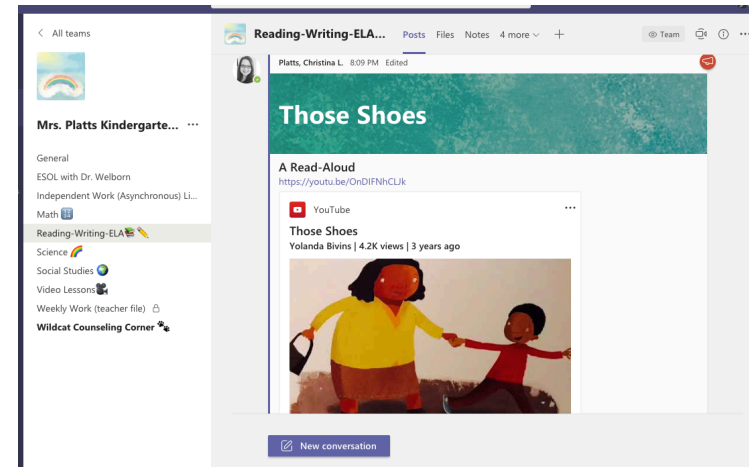 < All teams
Mrs. Platts Kindergarte... ...
General
ESOL with Dr. Welborn
Independent Work (Asynchronous) Li...
Math
Reading-Writing-ELA
Science
Social Studies
Video Lessons
Weekly Work (teacher file)
Wildcat Counseling Corner
Reading-Writing-ELA... Posts Files Notes 4 more + Team ...
Platts, Christina L. 8:09 PM Edited
Those Shoes
A Read-Aloud
https://youtu.be/OnDIFNhCLJk
YouTube ...
Those Shoes
Yolanda Bivins | 4.2K views | 3 years ago
New conversation